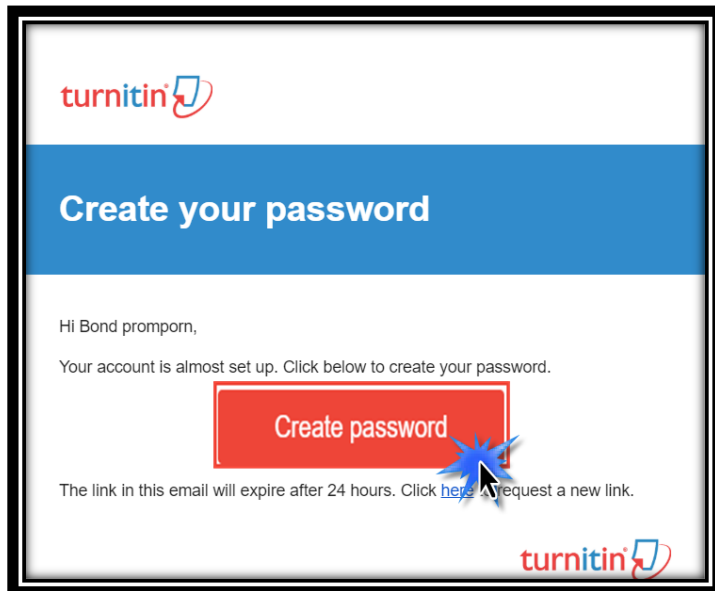 turnitin
Create your password
Hi Bond promporn,
Your account is almost set up. Click below to create your password.
Create password
The link in this email will expire after 24 hours. Click here request a new link.
turnitin